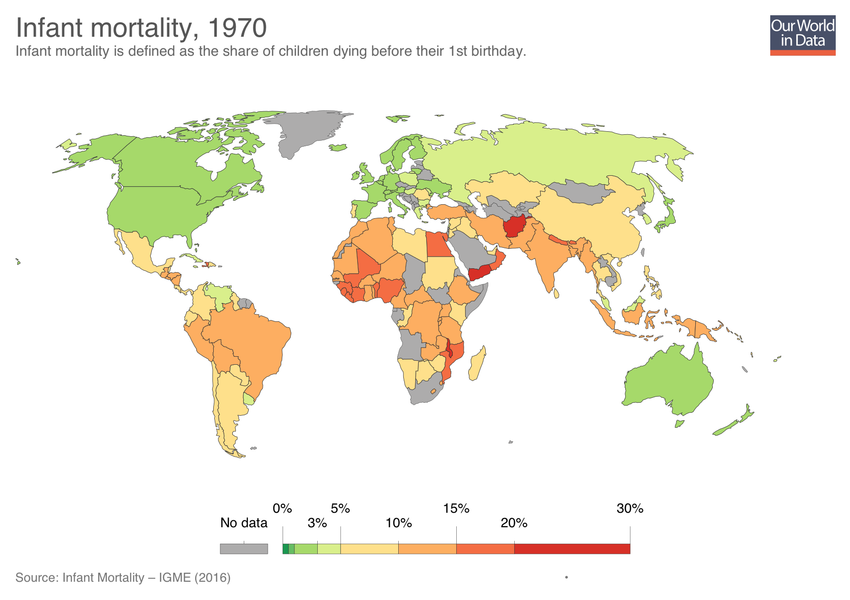 Infant mortality, 1970
Infant mortality is defined as the share of children dying before their 1st birthday.
Our World
in Data
No data
0%
3%
5%
10%
15%
20%
30%
Source: Infant Mortality – IGME (2016)